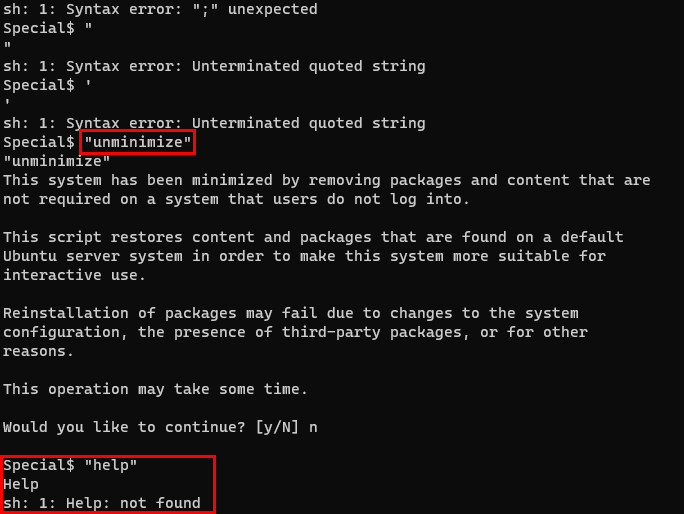 sh: 1: Syntax error: ";" unexpected
Special$ "
"
sh: 1: Syntax error: Unterminated quoted string
Special$ '
'
sh: 1: Syntax error: Unterminated quoted string
Special$ "unminimize"
"unminimize"
This system has been minimized by removing packages and content that are
not required on a system that users do not log into.
This script restores content and packages that are found on a default
Ubuntu server system in order to make this system more suitable for
interactive use.
Reinstallation of packages may fail due to changes to the system
configuration, the presence of third-party packages, or for other
reasons.
This operation may take some time.
Would you like to continue? [y/N] n
Special$ "help"
Help
sh: 1: Help: not found